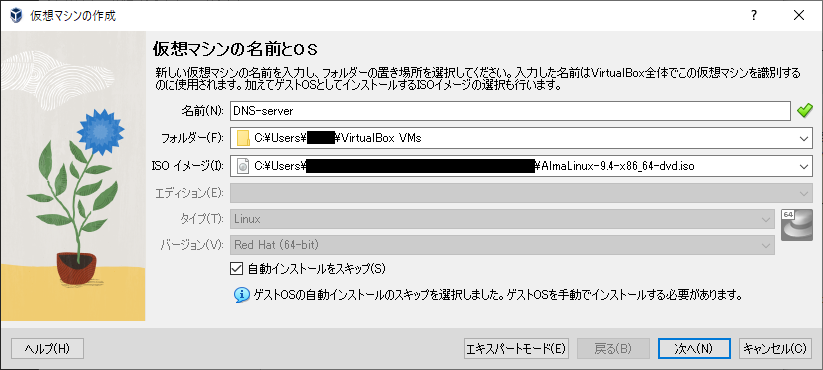 仮想マシンの作成
仮想マシンの名前とOS
新しい仮想マシンの名前を入力し、フォルダーの置き場所を選択してください。入力した名前はVirtualBox全体でこの仮想マシンを識別する
のに使用されます。加えてゲストOSとしてインストールするISOイメージの選択も行います。
名前(N): DNS-server
フォルダー(F): C:¥Users¥ ¥VirtualBox VMs
ISO イメージ(I): C:¥Users¥ ¥AlmaLinux-9.4-x86_64-dvd.iso
エディション(E):
タイプ(T): Linux
64
バージョン(V): Red Hat (64-bit)
自動インストールをスキップ(S)
ゲストOSの自動インストールのスキップを選択しました。ゲストOSを手動でインストールする必要があります。
ヘルプ(H) エキスパートモード(E) 戻る(B) 次へ(N) キャンセル(C)